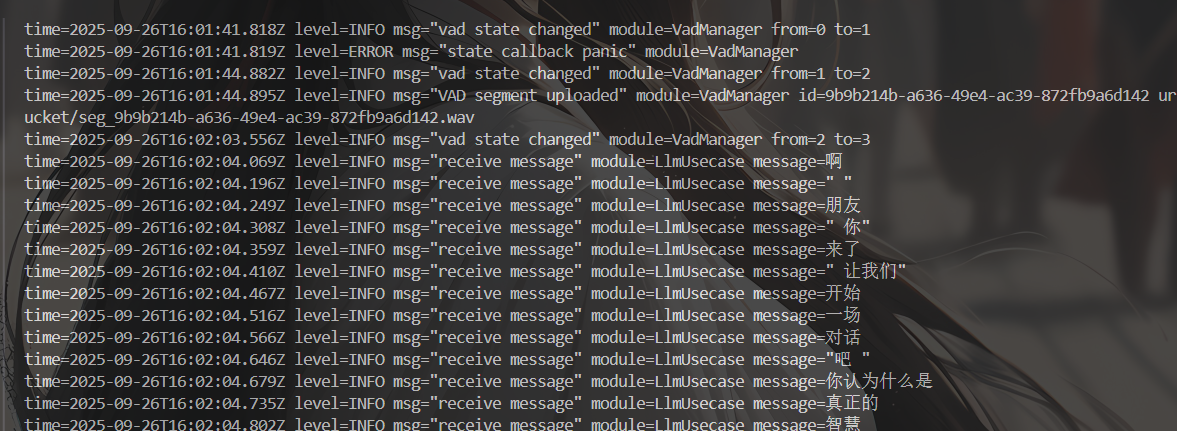 time=2025-09-26T16:01:41.818Z level=INFO msg="vad state changed" module=VadManager from=0 to=1
time=2025-09-26T16:01:41.819Z level=ERROR msg="state callback panic" module=VadManager
time=2025-09-26T16:01:44.882Z level=INFO msg="vad state changed" module=VadManager from=1 to=2
time=2025-09-26T16:01:44.895Z level=INFO msg="VAD segment uploaded" module=VadManager id=9b9b214b-a636-49e4-ac39-872fb9a6d142 ur
ucket/seg_9b9b214b-a636-49e4-ac39-872fb9a6d142.wav
time=2025-09-26T16:02:03.556Z level=INFO msg="vad state changed" module=VadManager from=2 to=3
time=2025-09-26T16:02:04.069Z level=INFO msg="receive message" module=LlmUsecase message=啊
time=2025-09-26T16:02:04.196Z level=INFO msg="receive message" module=LlmUsecase message=" "
time=2025-09-26T16:02:04.249Z level=INFO msg="receive message" module=LlmUsecase message=朋友
time=2025-09-26T16:02:04.308Z level=INFO msg="receive message" module=LlmUsecase message=" 你"
time=2025-09-26T16:02:04.359Z level=INFO msg="receive message" module=LlmUsecase message=来了
time=2025-09-26T16:02:04.410Z level=INFO msg="receive message" module=LlmUsecase message=" 让我们"
time=2025-09-26T16:02:04.467Z level=INFO msg="receive message" module=LlmUsecase message=开始
time=2025-09-26T16:02:04.516Z level=INFO msg="receive message" module=LlmUsecase message=一场
time=2025-09-26T16:02:04.566Z level=INFO msg="receive message" module=LlmUsecase message=对话
time=2025-09-26T16:02:04.646Z level=INFO msg="receive message" module=LlmUsecase message="吧 "
time=2025-09-26T16:02:04.679Z level=INFO msg="receive message" module=LlmUsecase message=你认为什么是
time=2025-09-26T16:02:04.735Z level=INFO msg="receive message" module=LlmUsecase message=真正的
time=2025-09-26T16:02:04.802Z level=INFO msg="receive message" module=LlmUsecase message=智慧